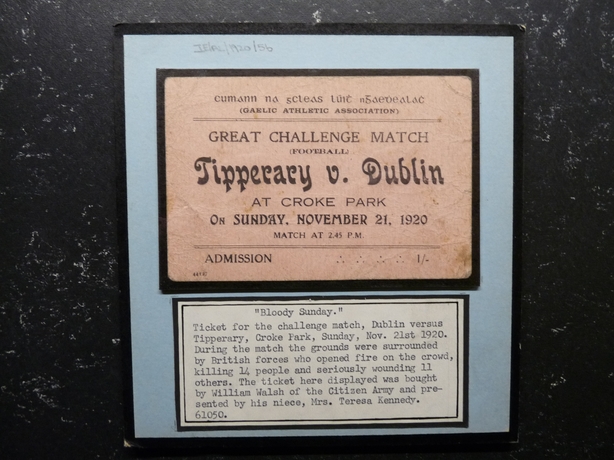 cumann na gcleas lúit ngaedealac
(GAELIC ATHLETIC ASSOCIATION)
GREAT CHALLENGE MATCH
(FOOTBALL)
Tipperary v. Dublin
AT CROKE PARK
ON SUNDAY, NOVEMBER 21, 1920
MATCH AT 2.45 P.M.
ADMISSION 1/-
"Bloody Sunday."
Ticket for the challenge match, Dublin versus
Tipperary, Croke Park, Sunday, Nov. 21st 1920.
During the match the grounds were surrounded
by British forces who opened fire on the crowd,
killing 14 people and seriously wounding 11
others. The ticket here displayed was bought
by William Walsh of the Citizen Army and pre-
sented by his niece, Mrs. Teresa Kennedy.
61050.